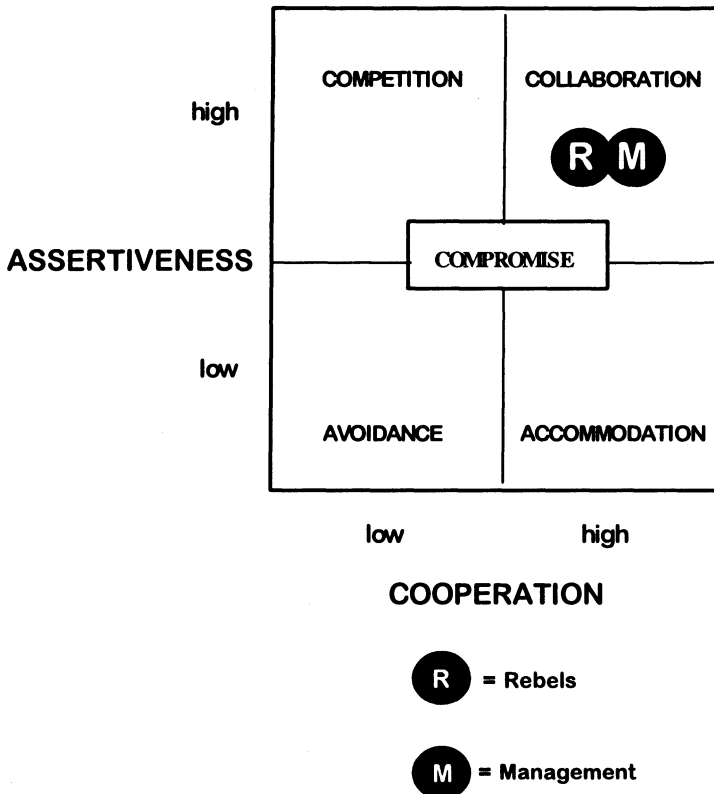 COMPETITION COLLABORATION
high
R M
ASSERTIVENESS
COMPROMISE
low
AVOIDANCE ACCOMMODATION
low high
COOPERATION
R = Rebels
M = Management